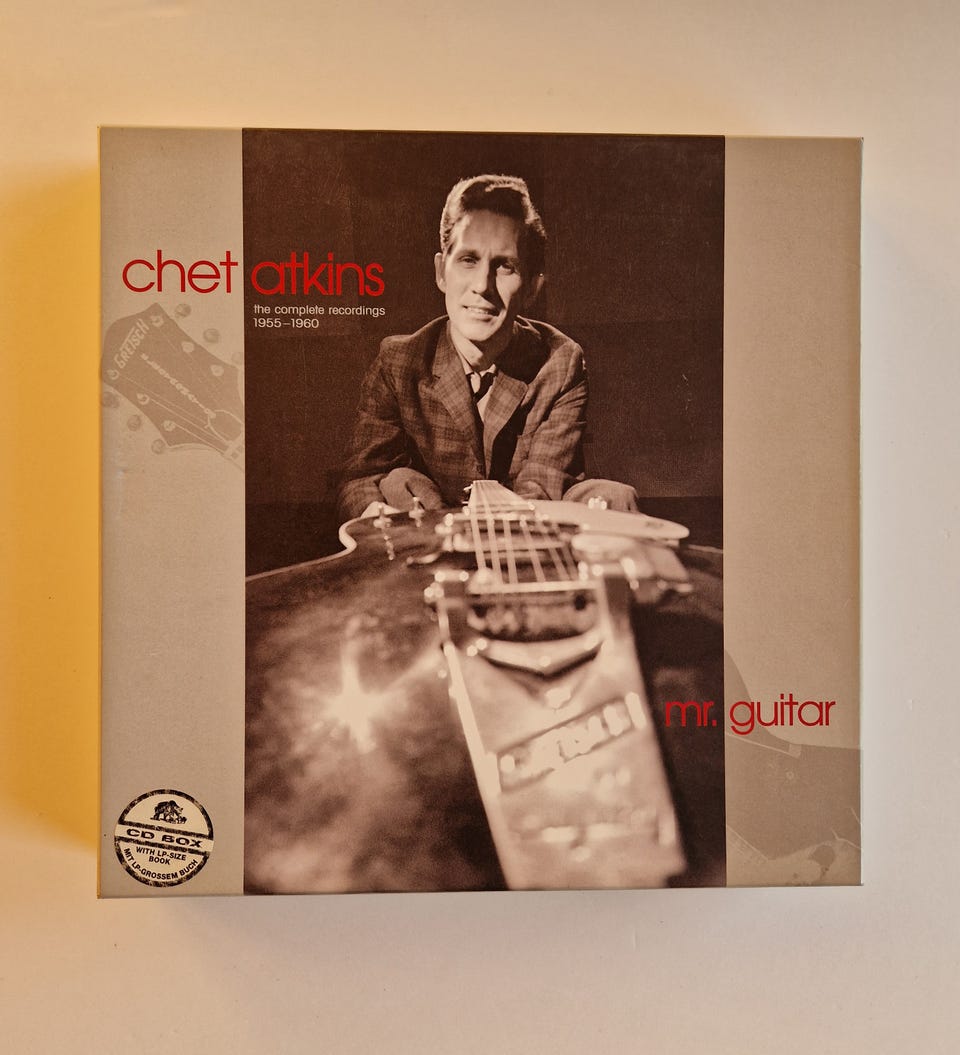 chet atkins
the complete recordings
1955–1960
GRETSCH
mr. guitar
CD BOX
WITH LP-SIZE
BOOK
MIT LP-GROSSEM BUCH